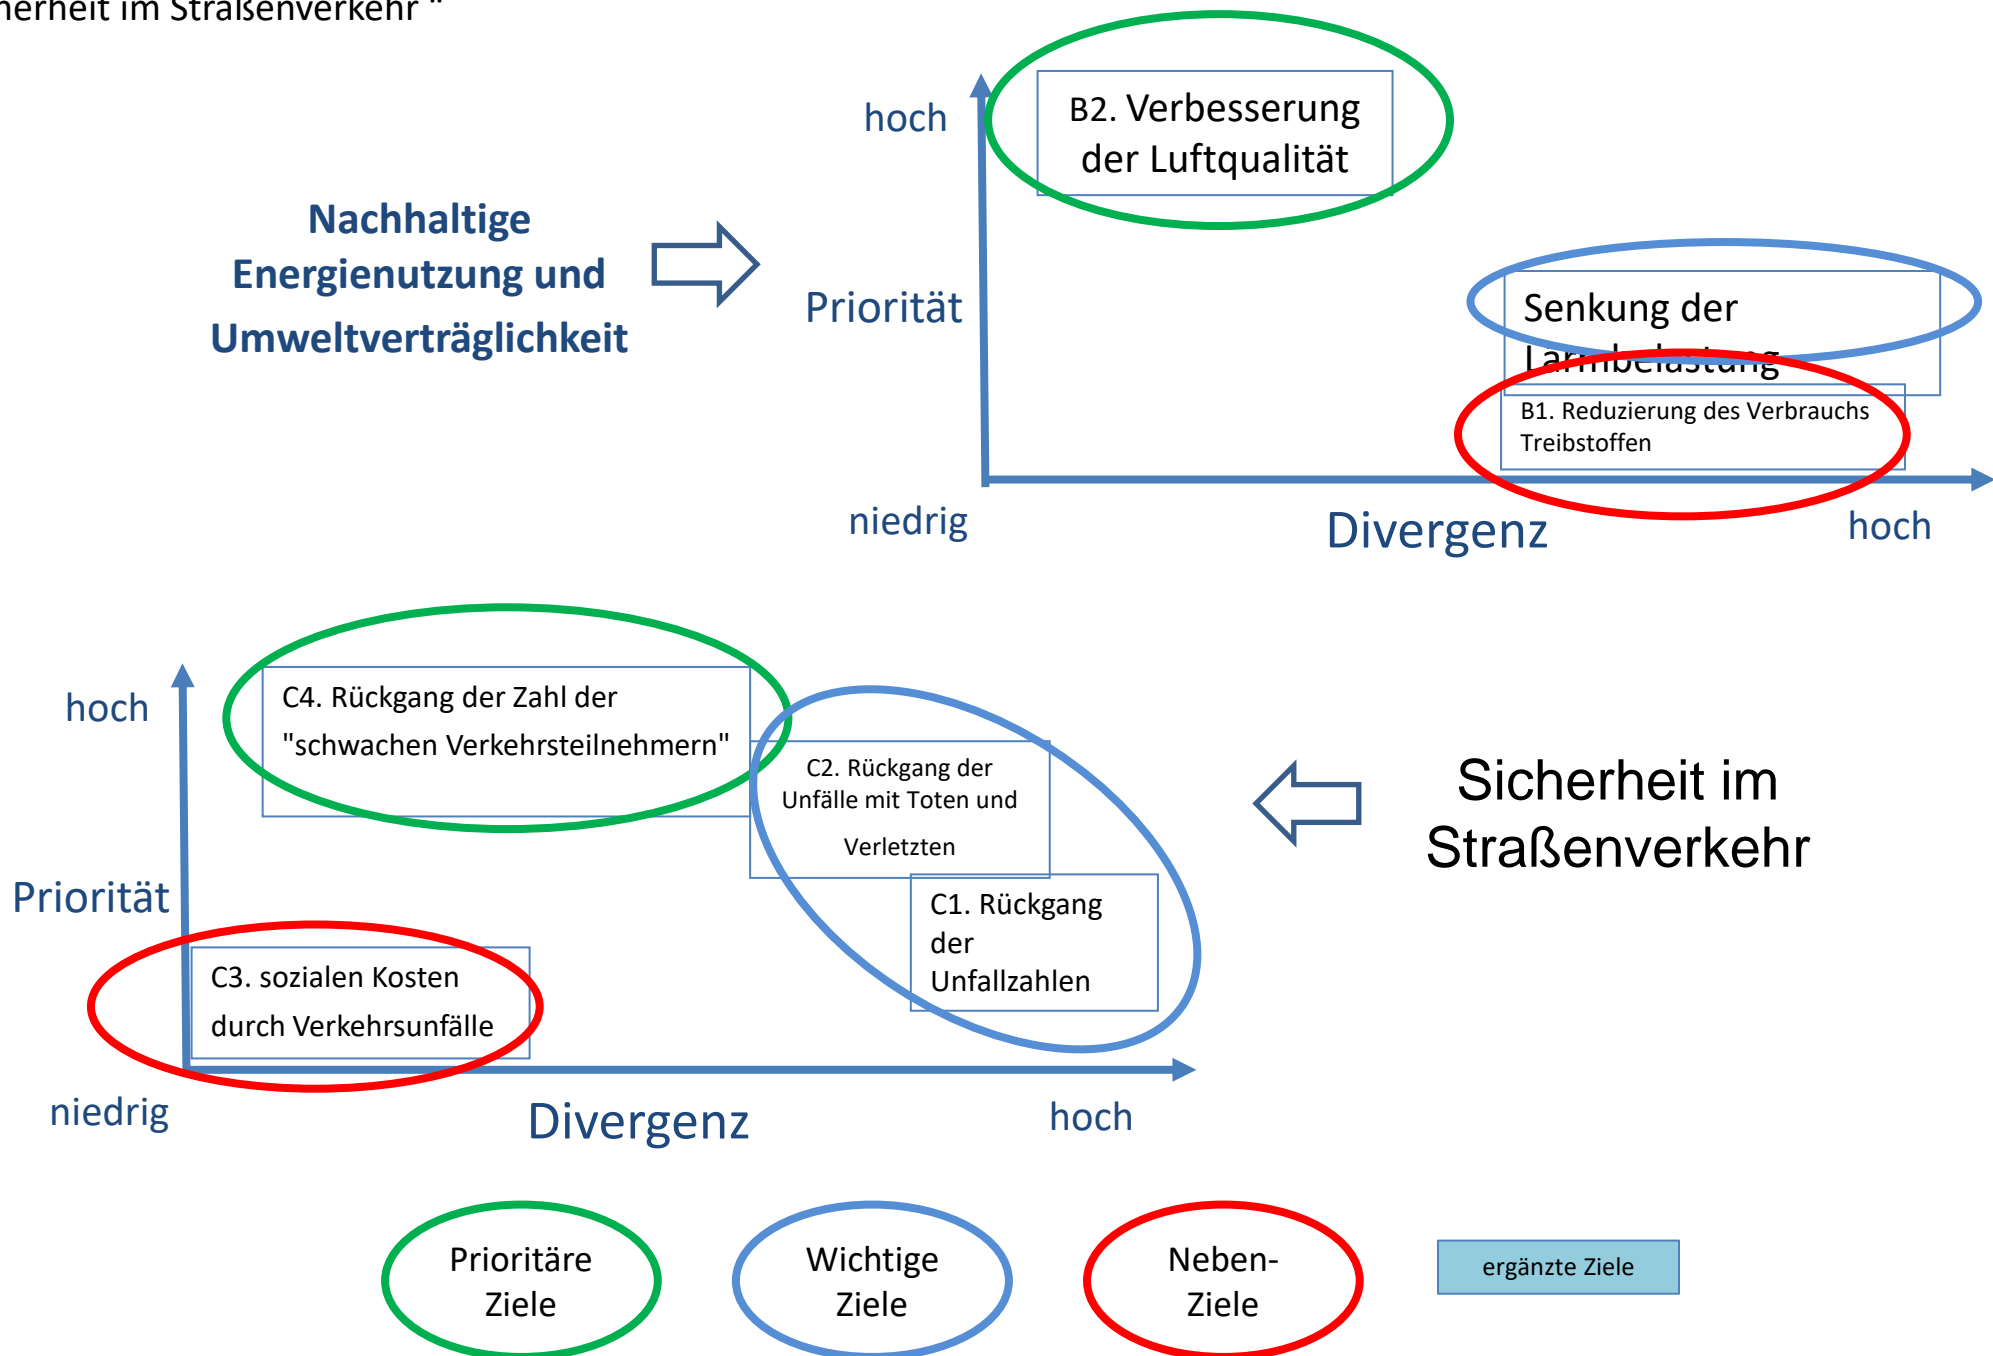 herheit im Straßenverkehr "
hoch
B2. Verbesserung
der Luftqualität
Nachhaltige
Energienutzung und
Umweltverträglichkeit
Priorität
Senkung der
Lärmbelastung
B1. Reduzierung des Verbrauchs
Treibstoffen
niedrig
Divergenz
hoch
hoch
C4. Rückgang der Zahl der
"schwachen Verkehrsteilnehmern"
C2. Rückgang der
Unfälle mit Toten und
Verletzten
Sicherheit im
Straßenverkehr
Priorität
C1. Rückgang
der
Unfallzahlen
C3. sozialen Kosten
durch Verkehrsunfälle
niedrig
Divergenz
hoch
Prioritäre
Ziele
Wichtige
Ziele
Neben-
Ziele
ergänzte Ziele